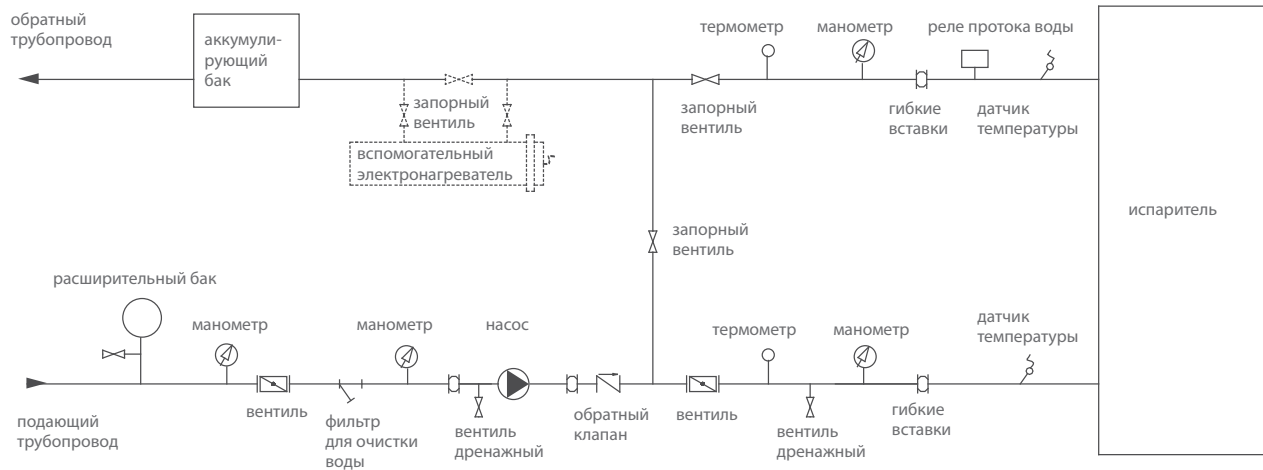 обратный
трубопровод
аккумули-
рующий
бак
термометр
манометр
реле протока воды
запорный
вентиль
запорный
вентиль
гибкие
вставки
датчик
температуры
вспомогательный
электронагреватель
испаритель
запорный
вентиль
расширительный бак
манометр
манометр
насос
термометр
манометр
датчик
температуры
подающий
трубопровод
вентиль
фильтр
для очистки
воды
вентиль
дренажный
обратный
клапан
вентиль
вентиль
дренажный
гибкие
вставки